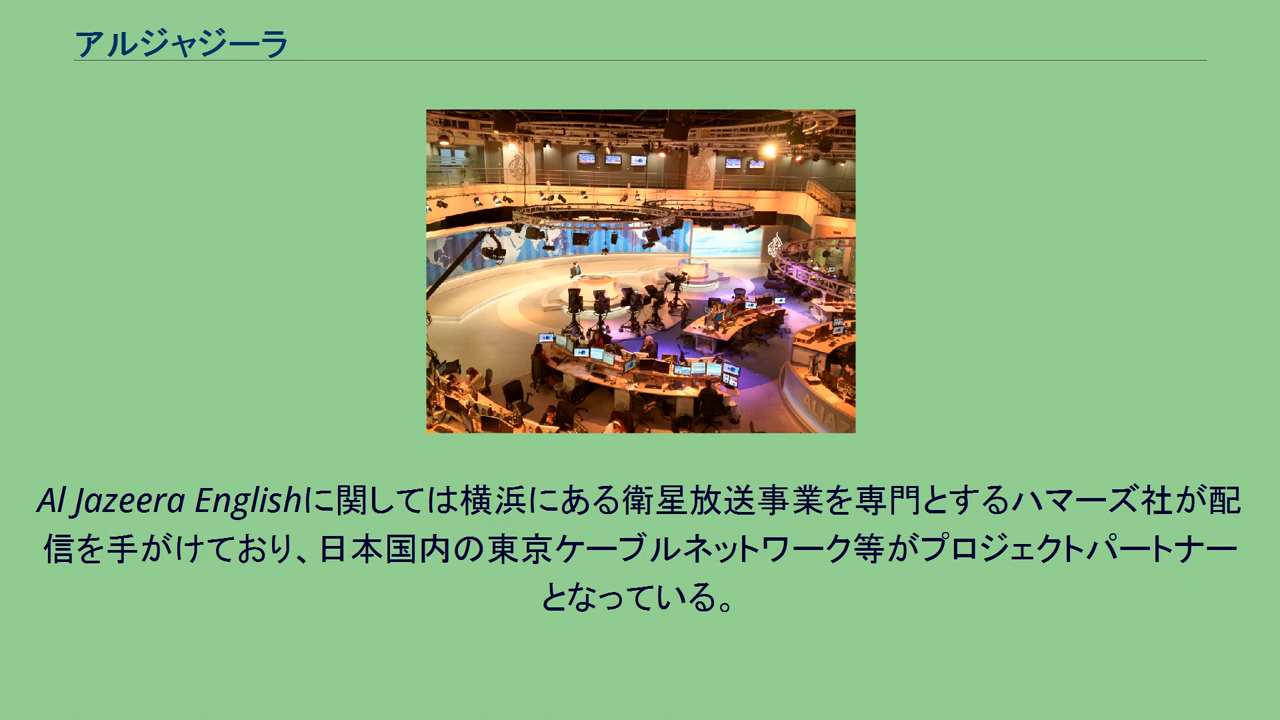 アルジャジーラ
Al Jazeera Englishに関しては横浜にある衛星放送事業を専門とするハマーズ社が配
信を手がけており、日本国内の東京ケーブルネットワーク等がプロジェクトパートナー
となっている。